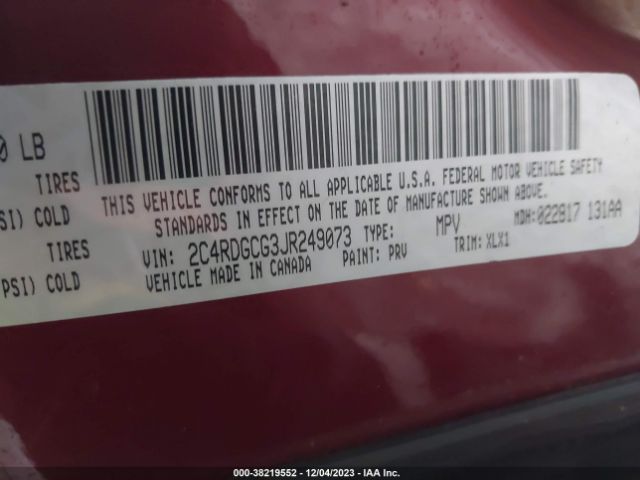 0 LB
TIRES
SI) COLD
TIRES
PSI) COLD
THIS VEHICLE CONFORMS TO ALL APPLICABLE U.S.A. FEDERAL MOTOR VEHICLE SAFETY
STANDARDS IN EFFECT ON THE DATE OF MANUFACTURE SHOWN ABOVE.
VIN: 2C4RDGCG3JR249073 TYPE: MPV MDH:022817 131AA
VEHICLE MADE IN CANADA PAINT: PRV TRIM:XLX1
000-38219552 - 12/04/2023 - IAA Inc.